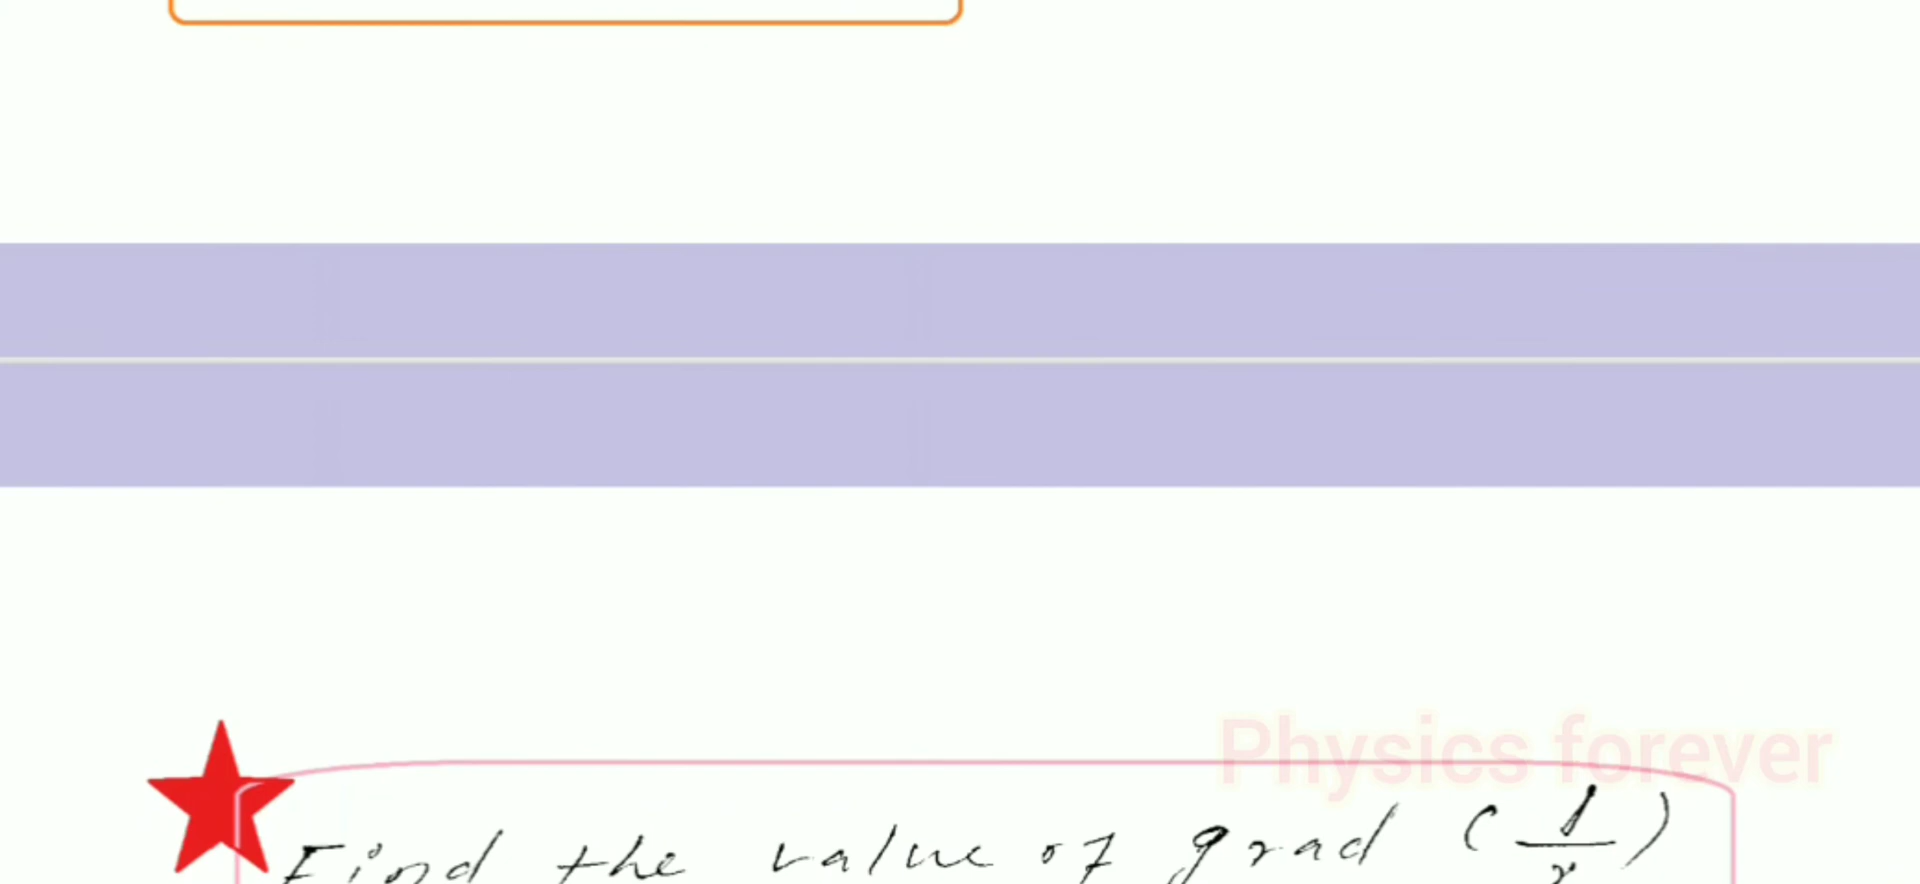 Physics forever
Find the value of grad (1/r)